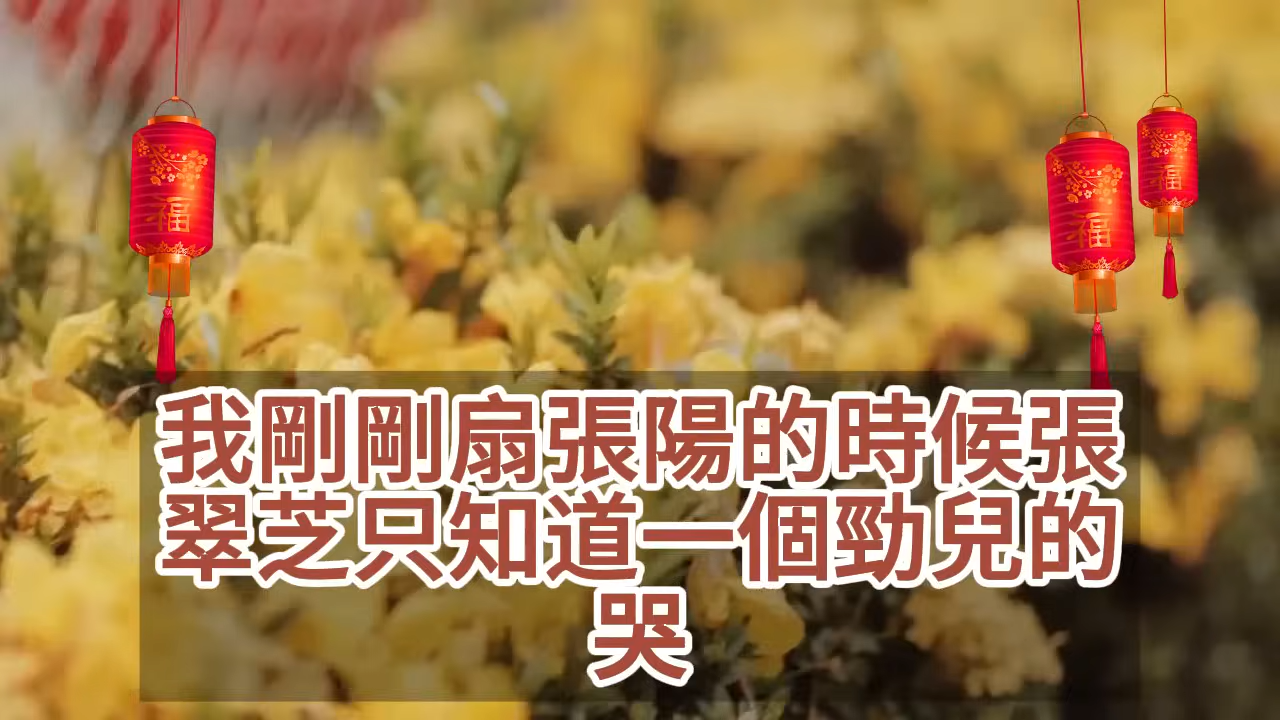 福
福
福
我剛剛扇張陽的時候張
翠芝只知道一個勁兒的
哭